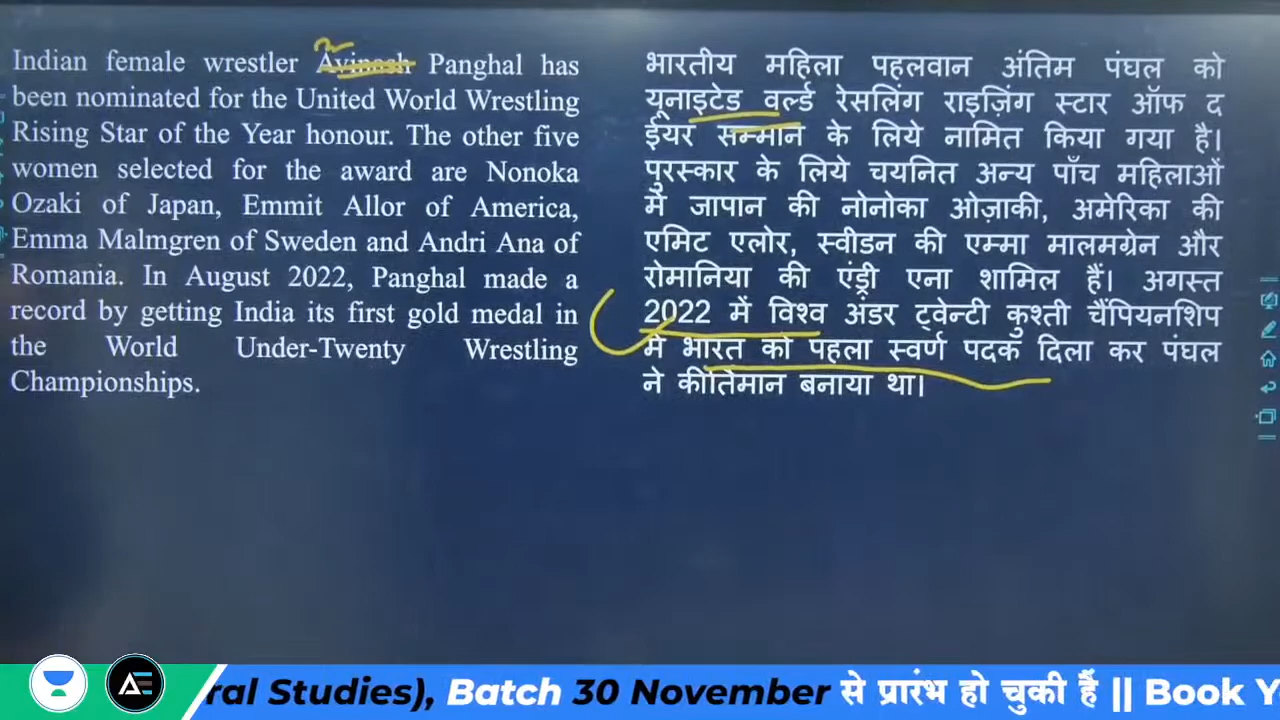 Indian female wrestler Avinash Panghal has
been nominated for the United World Wrestling
Rising Star of the Year honour. The other five
women selected for the award are Nonoka
Ozaki of Japan, Emmit Allor of America,
Emma Malmgren of Sweden and Andri Ana of
Romania. In August 2022, Panghal made a
record by getting India its first gold medal in
the World Under-Twenty Wrestling
Championships.
भारतीय महिला पहलवान अंतिम पंघल को
यूनाइटेड वर्ल्ड रेसलिंग राइज़िंग स्टार ऑफ द
ईयर सम्मान के लिये नामित किया गया है।
पुरस्कार के लिये चयनित अन्य पाँच महिलाओं
में जापान की नोनोका ओज़ाकी, अमेरिका की
एमिट एलोर, स्वीडन की एम्मा मालमग्रेन और
रोमानिया की एंड्री एना शामिल हैं। अगस्त
2022 में विश्व अंडर ट्वेन्टी कुश्ती चैंपियनशिप
में भारत को पहला स्वर्ण पदक दिला कर पंघल
ने कीर्तिमान बनाया था।
ral Studies), Batch 30 November से प्रारंभ हो चुकी हैं || Book Y